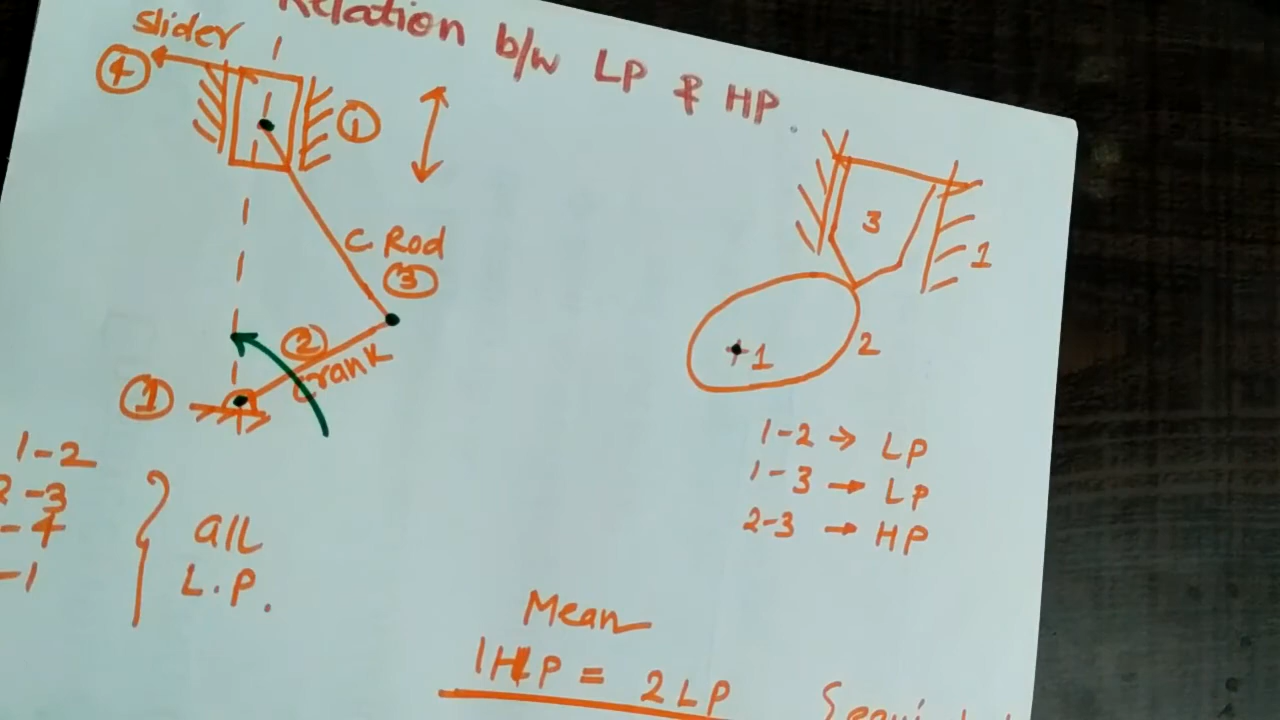 Relation b/w LP & HP.
slider
④
①
C Rod
③
②
crank
①
1-2
2-3
-4
-1
all
L.P.
3
1
2
1
1-2 → LP
1-3 → LP
2-3 → HP
Mean
1HP = 2LP